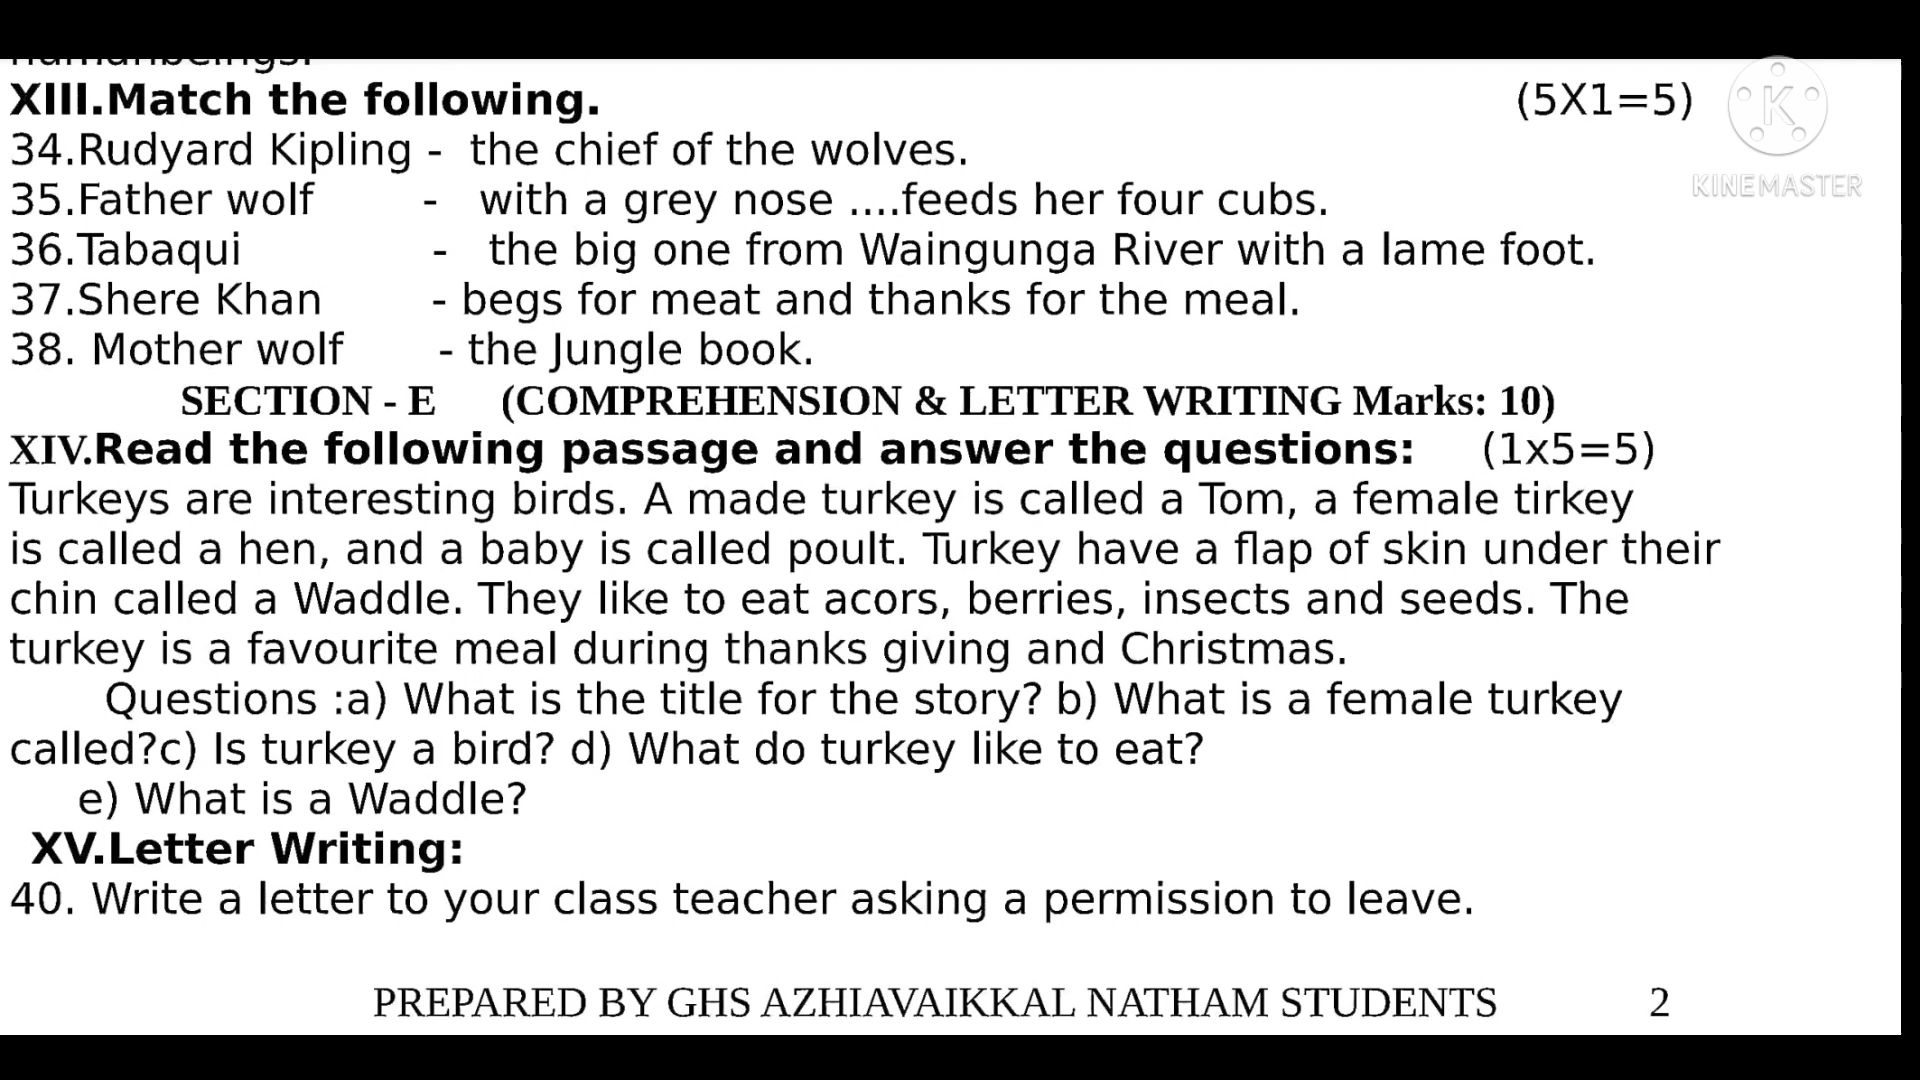 humanbeings.
XIII.Match the following. (5X1=5)
34.Rudyard Kipling - the chief of the wolves.
35.Father wolf - with a grey nose ....feeds her four cubs.
36.Tabaqui - the big one from Waingunga River with a lame foot.
37.Shere Khan - begs for meat and thanks for the meal.
38. Mother wolf - the Jungle book.
SECTION - E (COMPREHENSION & LETTER WRITING Marks: 10)
XIV.Read the following passage and answer the questions: (1x5=5)
Turkeys are interesting birds. A made turkey is called a Tom, a female tirkey
is called a hen, and a baby is called poult. Turkey have a flap of skin under their
chin called a Waddle. They like to eat acors, berries, insects and seeds. The
turkey is a favourite meal during thanks giving and Christmas.
Questions :a) What is the title for the story? b) What is a female turkey
called?c) Is turkey a bird? d) What do turkey like to eat?
e) What is a Waddle?
XV.Letter Writing:
40. Write a letter to your class teacher asking a permission to leave.
PREPARED BY GHS AZHIAVAIKKAL NATHAM STUDENTS 2
K
KINEMASTER